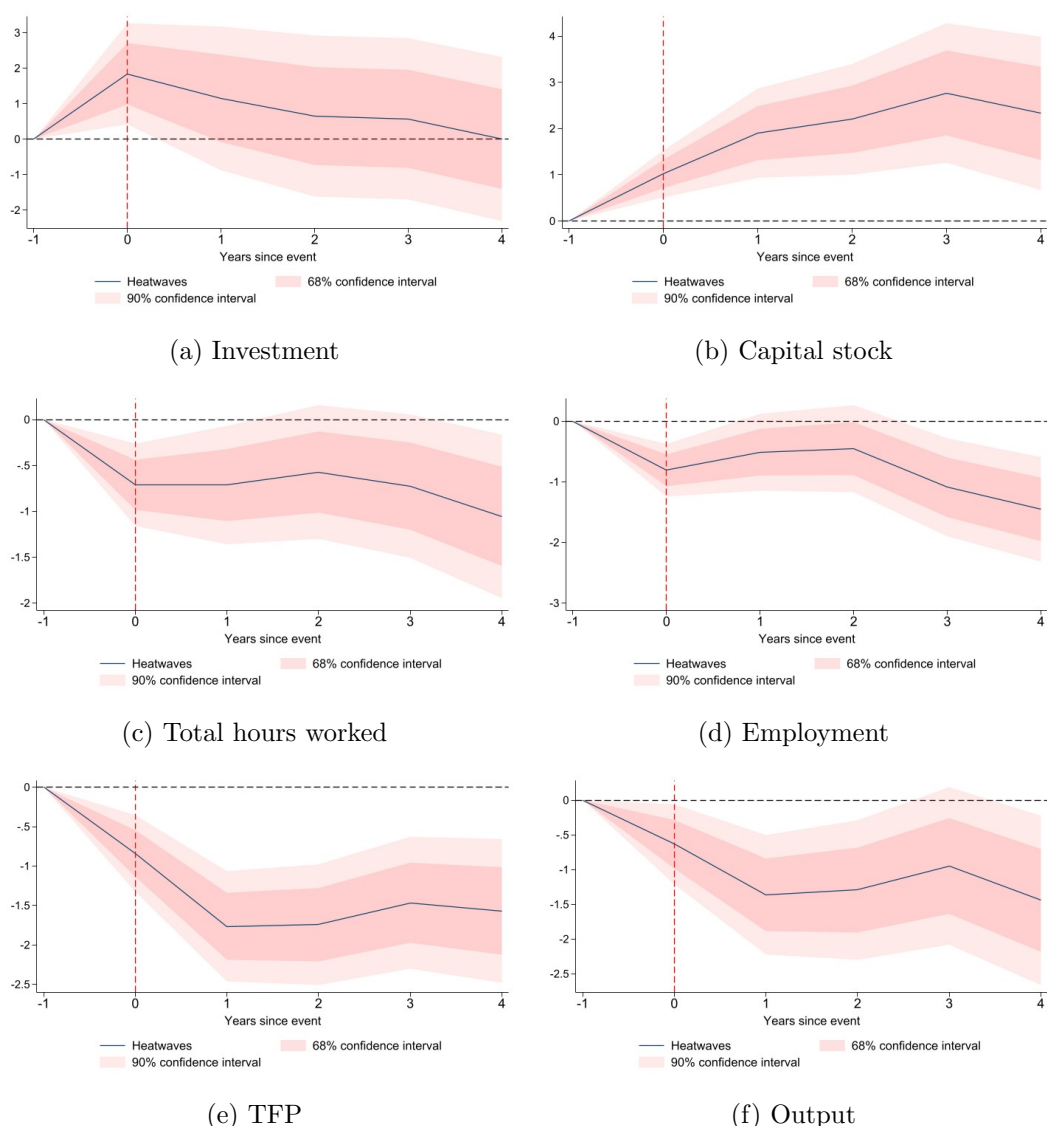 3
2
1
0
-1
-2
-1 0 1 2 3 4
Years since event
Heatwaves 68% confidence interval
90% confidence interval
(a) Investment
4
3
2
1
0
-1 0 1 2 3 4
Years since event
Heatwaves 68% confidence interval
90% confidence interval
(b) Capital stock
0
-.5
-1
-1.5
-2
-1 0 1 2 3 4
Years since event
Heatwaves 68% confidence interval
90% confidence interval
(c) Total hours worked
0
-1
-2
-3
-1 0 1 2 3 4
Years since event
Heatwaves 68% confidence interval
90% confidence interval
(d) Employment
0
-.5
-1
-1.5
-2
-2.5
-1 0 1 2 3 4
Years since event
Heatwaves 68% confidence interval
90% confidence interval
(e) TFP
0
-.5
-1
-1.5
-2
-2.5
-1 0 1 2 3 4
Years since event
Heatwaves 68% confidence interval
90% confidence interval
(f) Output